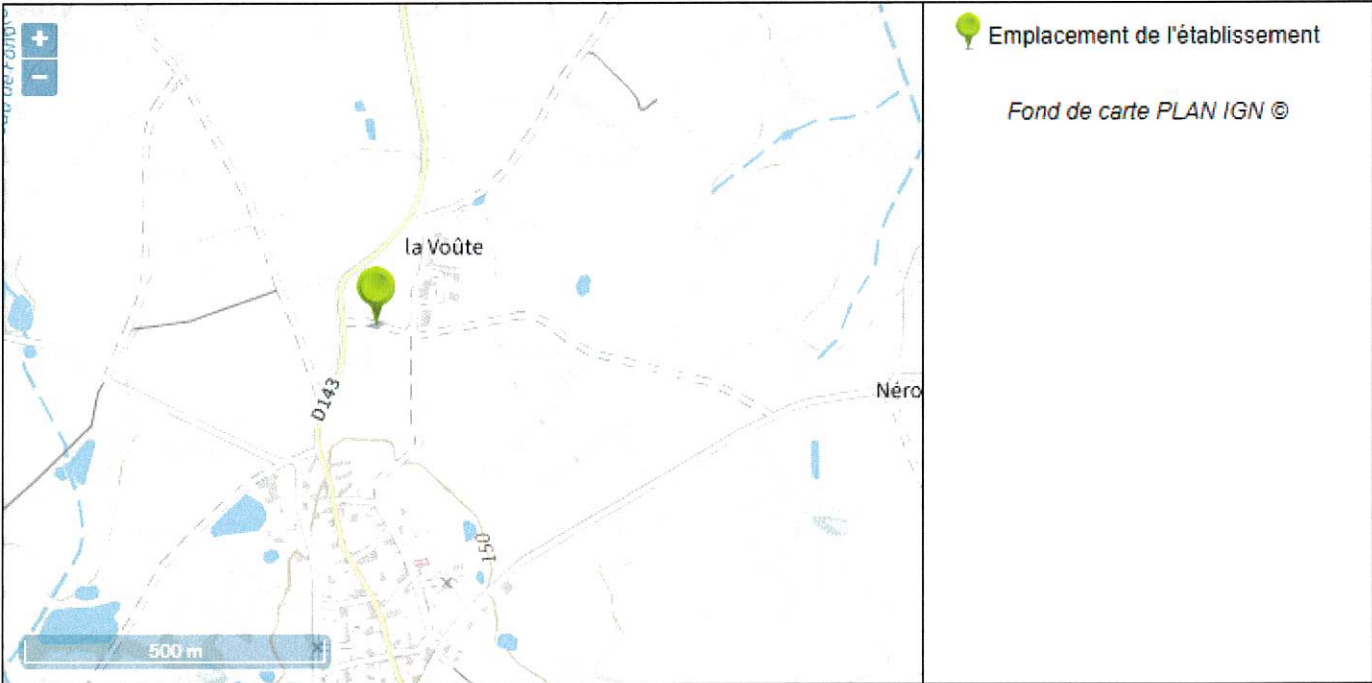 +
−
la Voûte
D143
Néro
150
500 m
Emplacement de l'établissement
Fond de carte PLAN IGN ©